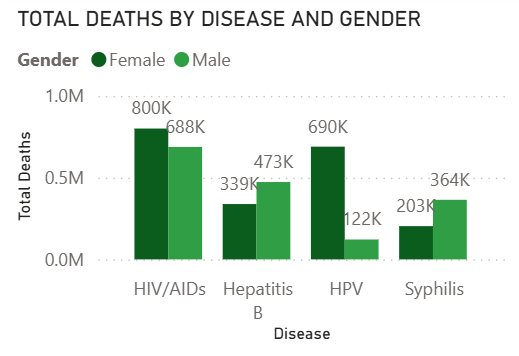 TOTAL DEATHS BY DISEASE AND GENDER
Gender Female Male
1.0M
800K
688K
690K
0.5M
339K
473K
122K
203K
364K
0.0M
Total Deaths
HIV/AIDs Hepatitis B HPV Syphilis
Disease